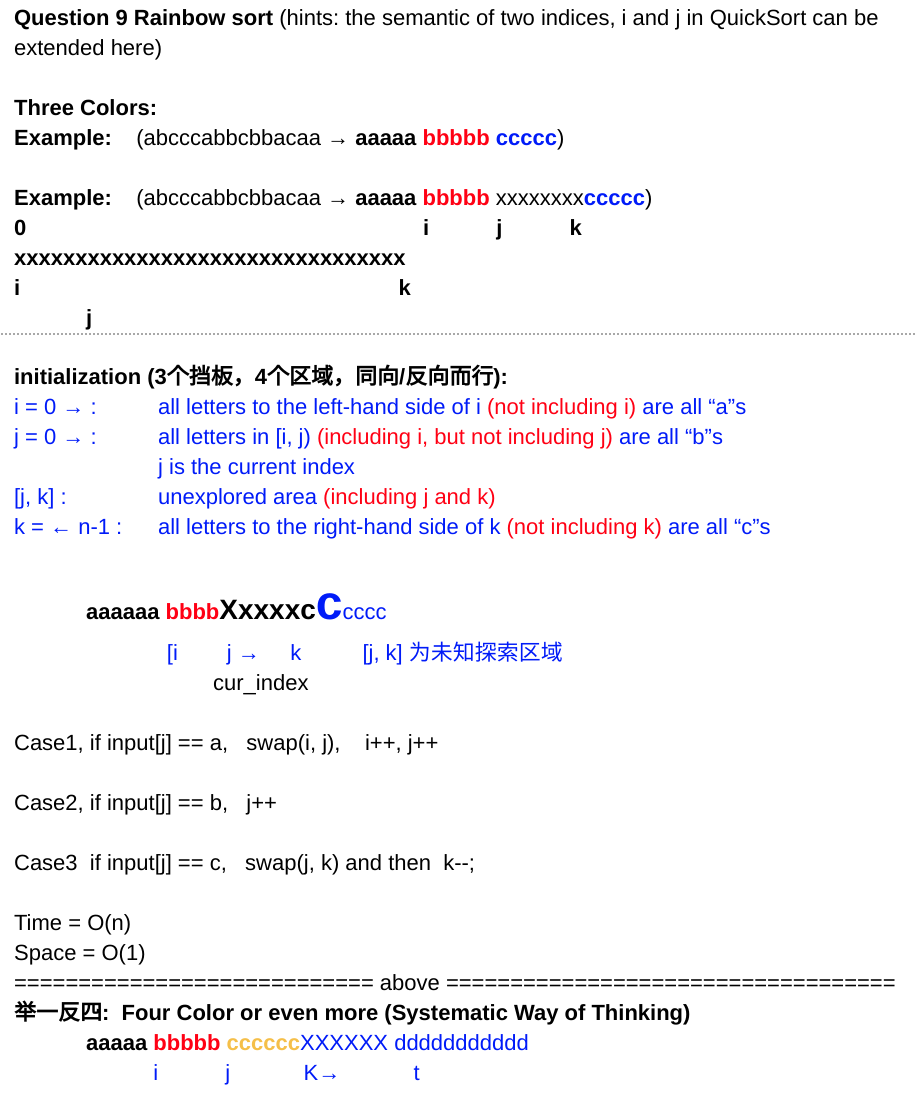 Question 9 Rainbow sort (hints: the semantic of two indices, i and j in QuickSort can be
extended here)
Three Colors:
Example: (abcccabbcbbacaa → aaaaa bbbbb ccccc)
Example: (abcccabbcbbacaa → aaaaa bbbbb xxxxxxxxccccc)
0 i j k
xxxxxxxxxxxxxxxxxxxxxxxxxxxxxxxx
i k
j
initialization (3个挡板，4个区域，同向/反向而行):
i = 0 → : all letters to the left-hand side of i (not including i) are all “a”s
j = 0 → : all letters in [i, j) (including i, but not including j) are all “b”s
j is the current index
[j, k] : unexplored area (including j and k)
k = ← n-1 : all letters to the right-hand side of k (not including k) are all “c”s
aaaaaa bbbbXxxxxcCcccc
[i j → k [j, k] 为未知探索区域
cur_index
Case1, if input[j] == a, swap(i, j), i++, j++
Case2, if input[j] == b, j++
Case3 if input[j] == c, swap(j, k) and then k--;
Time = O(n)
Space = O(1)
============================ above ===================================
举一反四: Four Color or even more (Systematic Way of Thinking)
aaaaa bbbbb ccccccXXXXXX ddddddddddd
i j K→ t